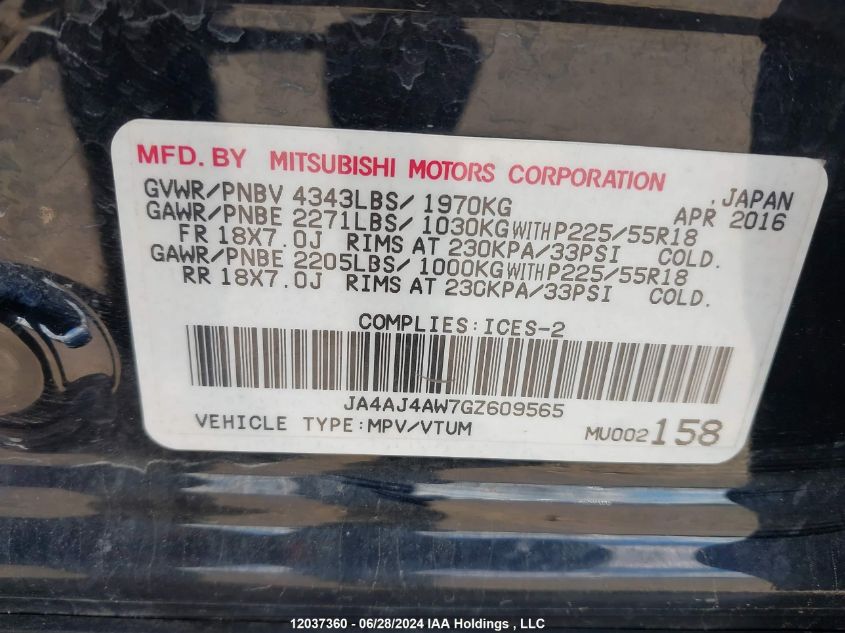 MFD. BY MITSUBISHI MOTORS CORPORATION
GVWR/PNBV 4343LBS/ 1970KG , JAPAN
GAWR/PNBE 2271LBS/ 1030KG WITH P225/55R18 APR 2016
FR 18X7.0J RIMS AT 230KPA/33PSI COLD.
GAWR/PNBE 2205LBS/ 1000KG WITH P225/55R18
RR 18X7.0J RIMS AT 230KPA/33PSI COLD.
COMPLIES:ICES-2
JA4AJ4AW7GZ609565
VEHICLE TYPE:MPV/VTUM MU002158
12037360 - 06/28/2024 IAA Holdings , LLC